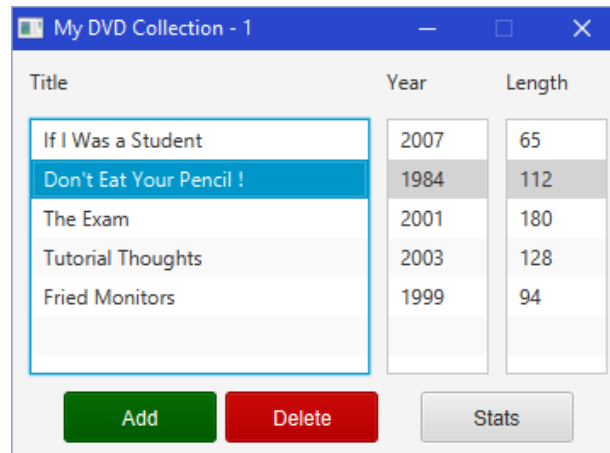 My DVD Collection - 1
Title Year Length
If I Was a Student 2007 65
Don't Eat Your Pencil ! 1984 112
The Exam 2001 180
Tutorial Thoughts 2003 128
Fried Monitors 1999 94
Add Delete Stats